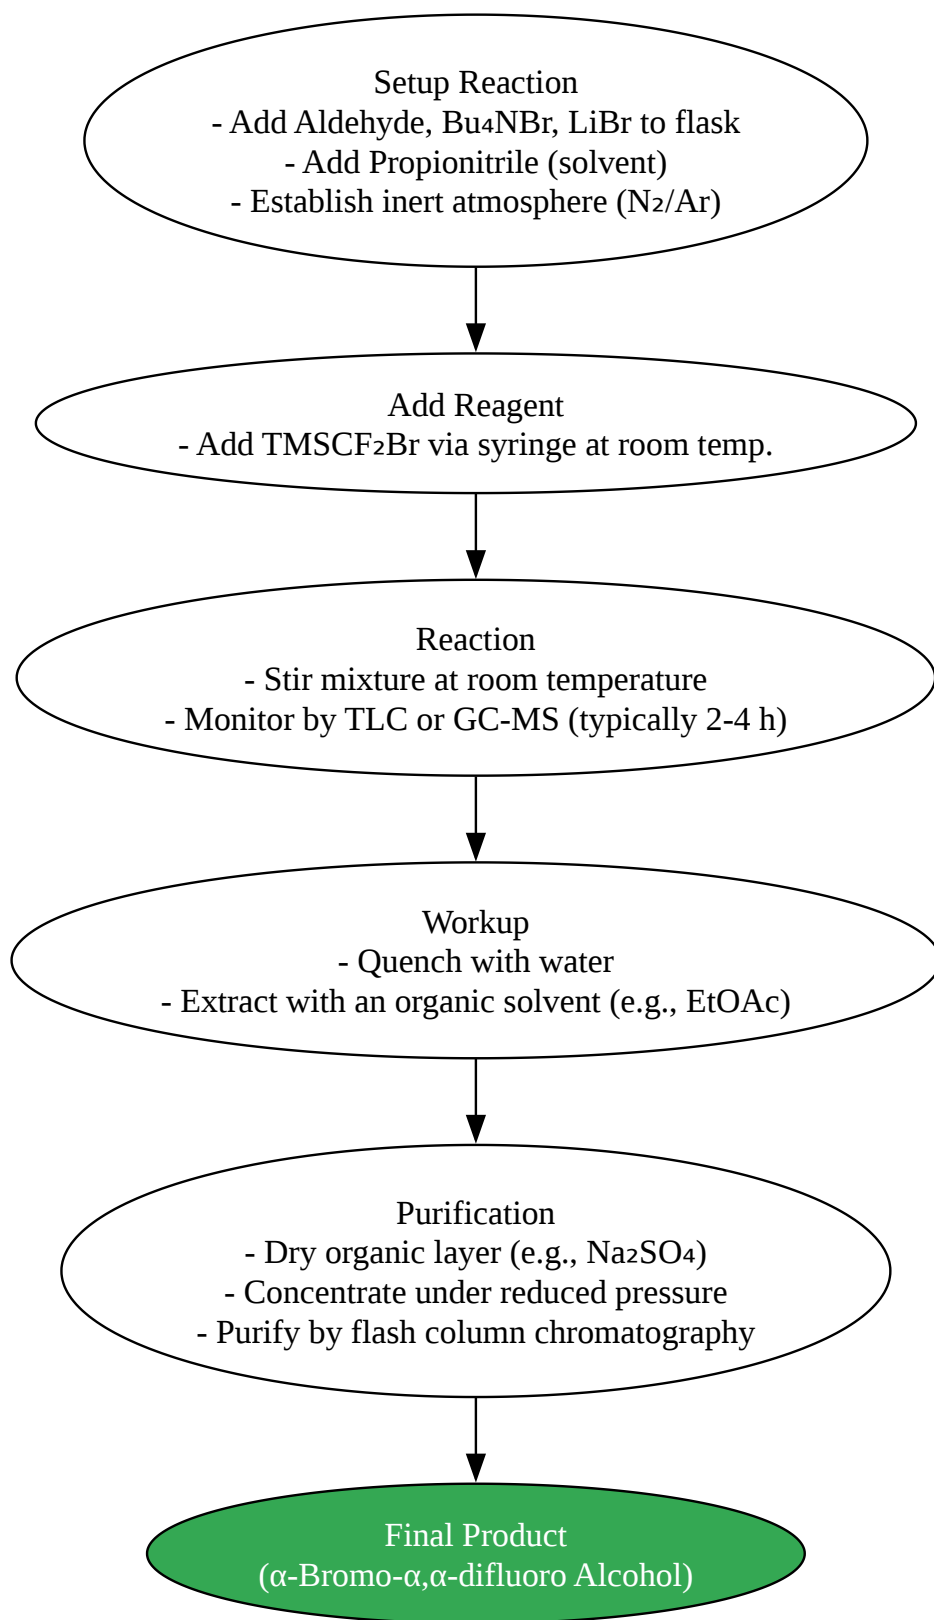 Setup Reaction
- Add Aldehyde, Bu₄NBr, LiBr to flask
- Add Propionitrile (solvent)
- Establish inert atmosphere (N₂/Ar)
Add Reagent
- Add TMSCF₂Br via syringe at room temp.
Reaction
- Stir mixture at room temperature
- Monitor by TLC or GC-MS (typically 2-4 h)
Workup
- Quench with water
- Extract with an organic solvent (e.g., EtOAc)
Purification
- Dry organic layer (e.g., Na₂SO₄)
- Concentrate under reduced pressure
- Purify by flash column chromatography
Final Product
(α-Bromo-α,α-difluoro Alcohol)